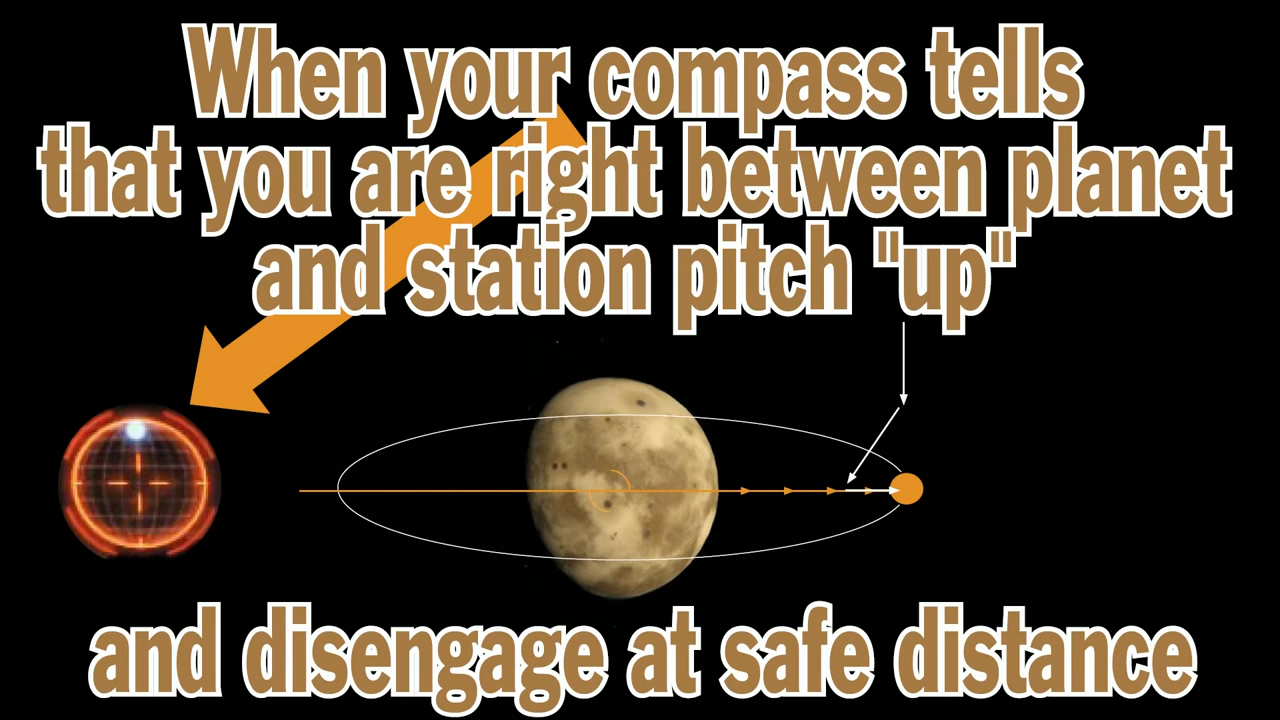 When your compass tells
that you are right between planet
and station pitch "up"
and disengage at safe distance